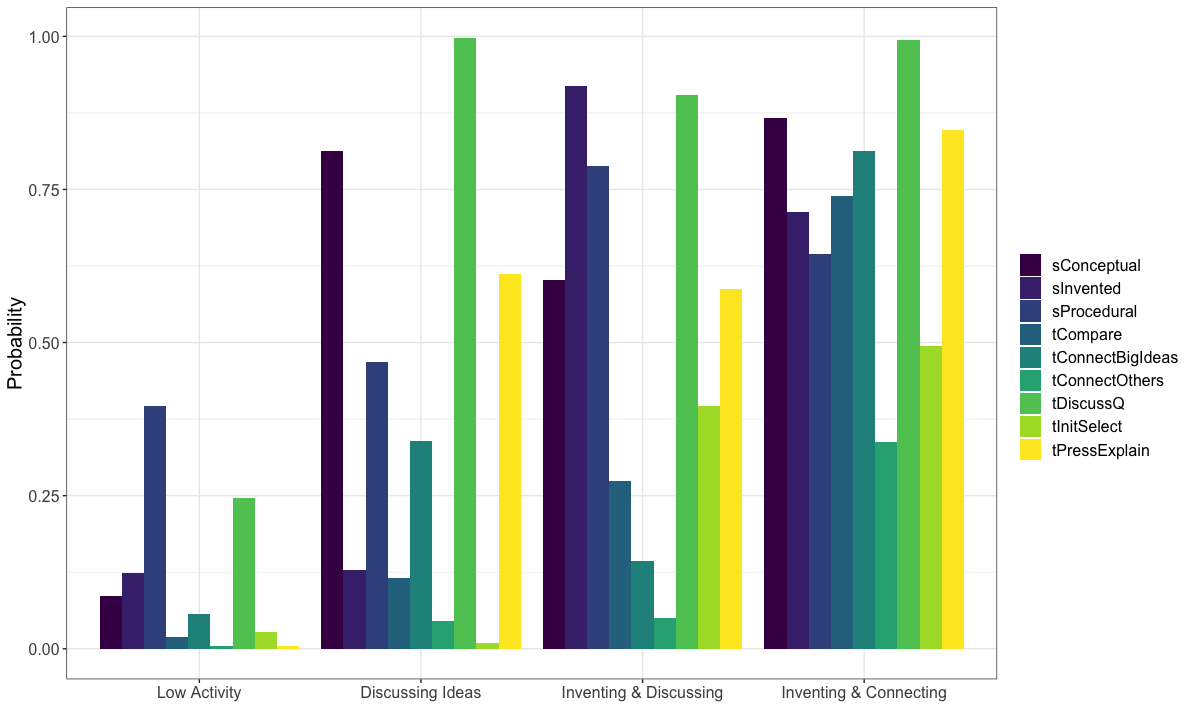 1.00
0.75
0.50
0.25
0.00
Probability
Low Activity
Discussing Ideas
Inventing & Discussing
Inventing & Connecting
sConceptual
sInvented
sProcedural
tCompare
tConnectBigIdeas
tConnectOthers
tDiscussQ
tInitSelect
tPressExplain